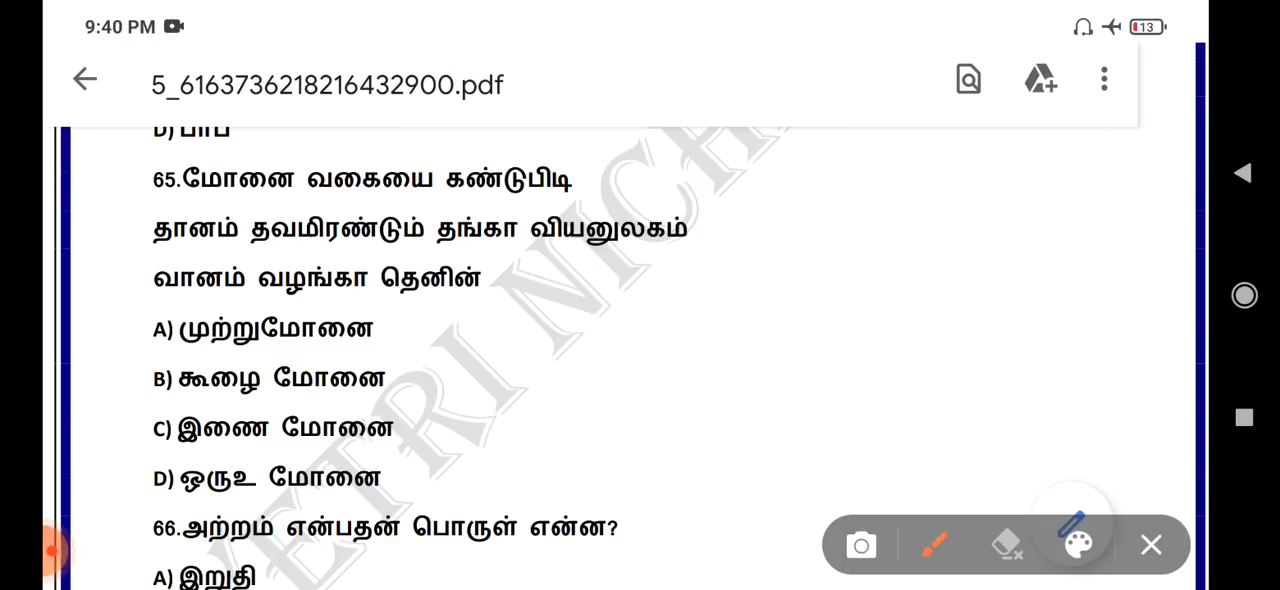 9:40 PM
13
5_6163736218216432900.pdf
65.மோனை வகையை கண்டுபிடி
தானம் தவமிரண்டும் தங்கா வியனுலகம்
வானம் வழங்கா தெனின்
A) முற்றுமோனை
B) கூழை மோனை
C) இணை மோனை
D) ஒருஉ மோனை
66.அற்றம் என்பதன் பொருள் என்ன?
A) இறுதி